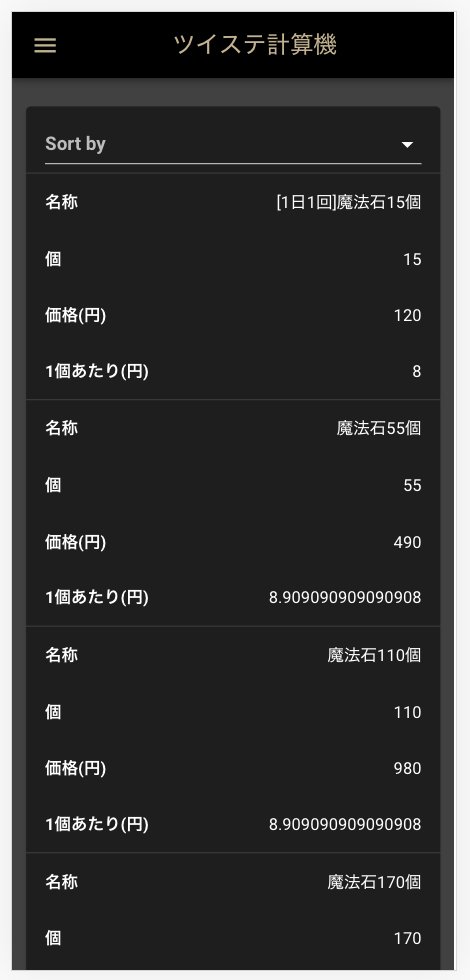 ツイステ計算機
Sort by
名称 [1日1回]魔法石15個
個 15
価格(円) 120
1個あたり(円) 8
名称 魔法石55個
個 55
価格(円) 490
1個あたり(円) 8.909090909090908
名称 魔法石110個
個 110
価格(円) 980
1個あたり(円) 8.909090909090908
名称 魔法石170個
個 170